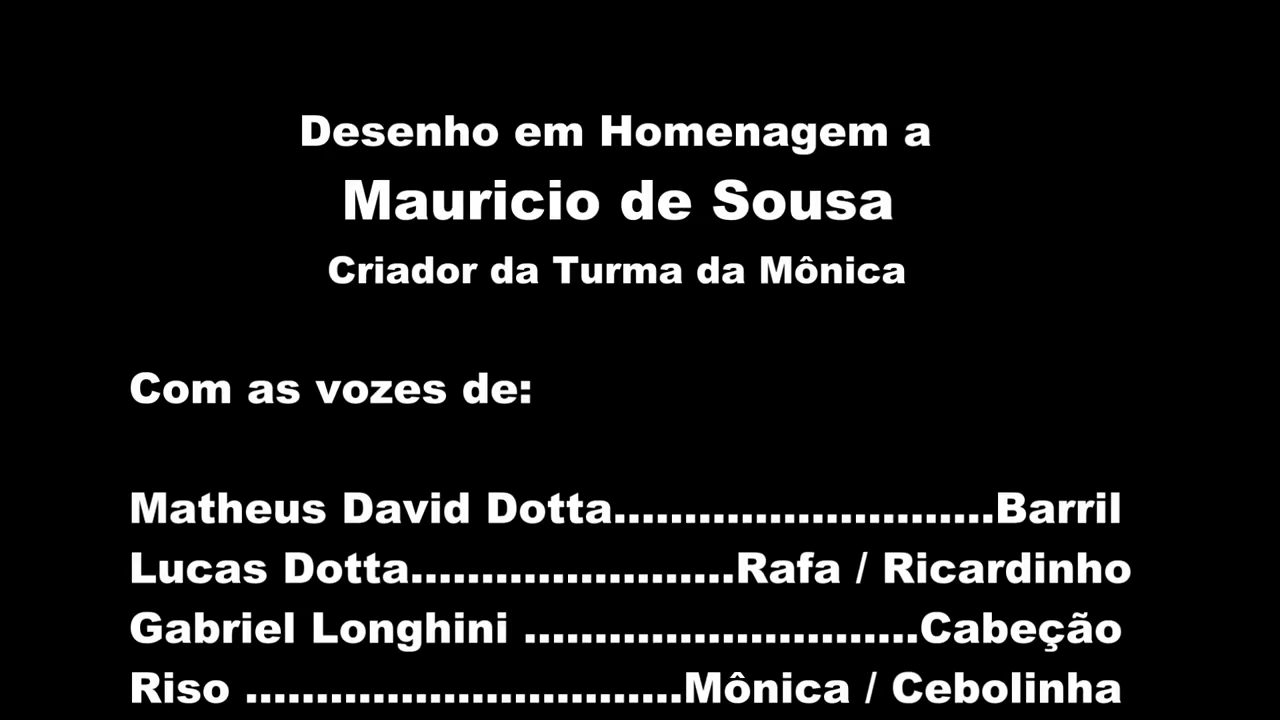 Desenho em Homenagem a
Mauricio de Sousa
Criador da Turma da Mônica
Com as vozes de:
Matheus David Dotta...........................Barril
Lucas Dotta.......................Rafa / Ricardinho
Gabriel Longhini ............................Cabeção
Riso ...............................Mônica / Cebolinha